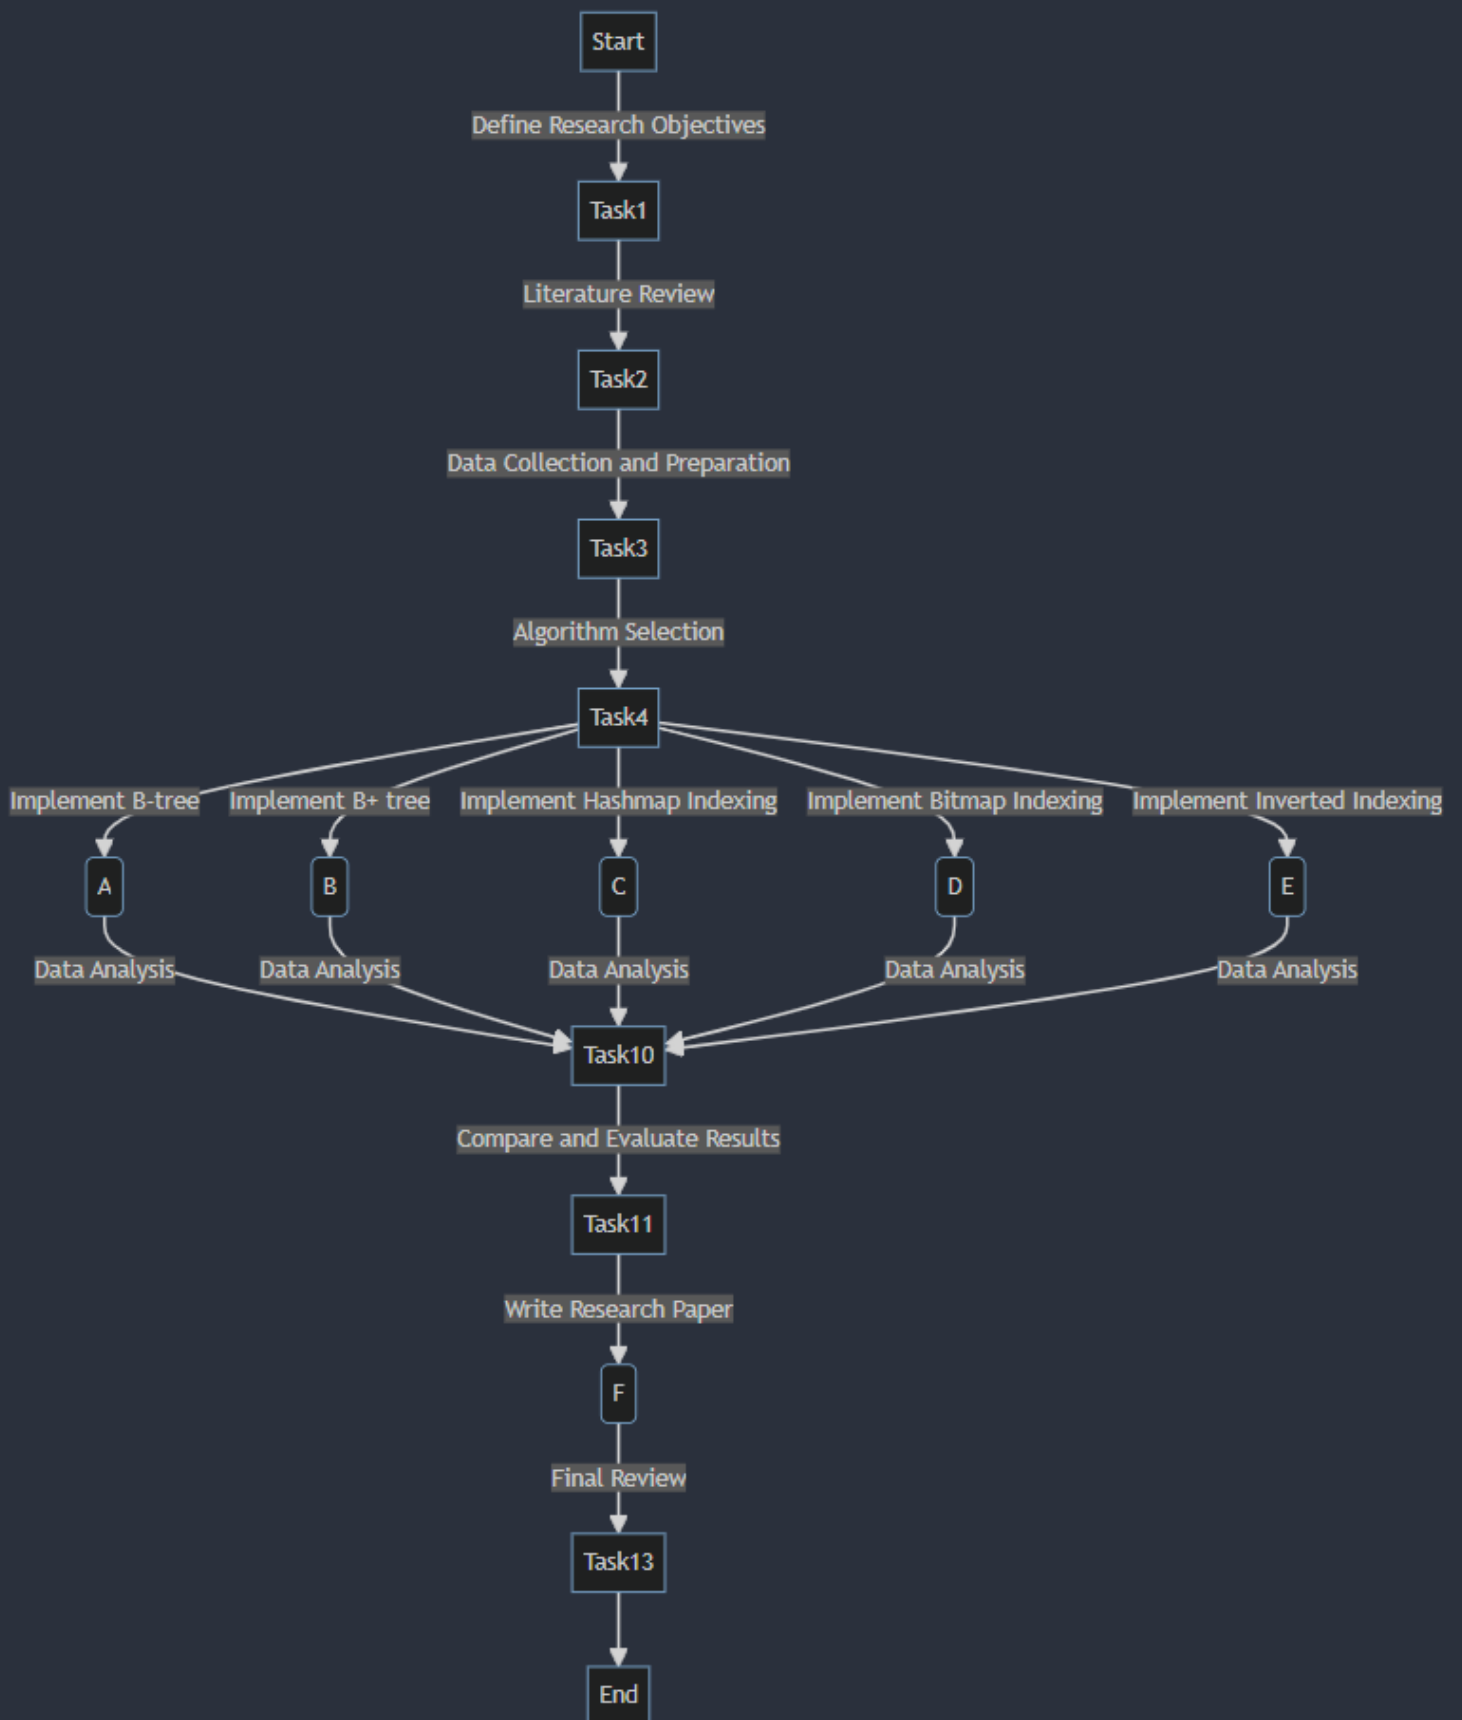 Start
Define Research Objectives
Task1
Literature Review
Task2
Data Collection and Preparation
Task3
Algorithm Selection
Task4
Implement B-tree
Implement B+ tree
Implement Hashmap Indexing
Implement Bitmap Indexing
Implement Inverted Indexing
A
B
C
D
E
Data Analysis
Data Analysis
Data Analysis
Data Analysis
Data Analysis
Task10
Compare and Evaluate Results
Task11
Write Research Paper
F
Final Review
Task13
End